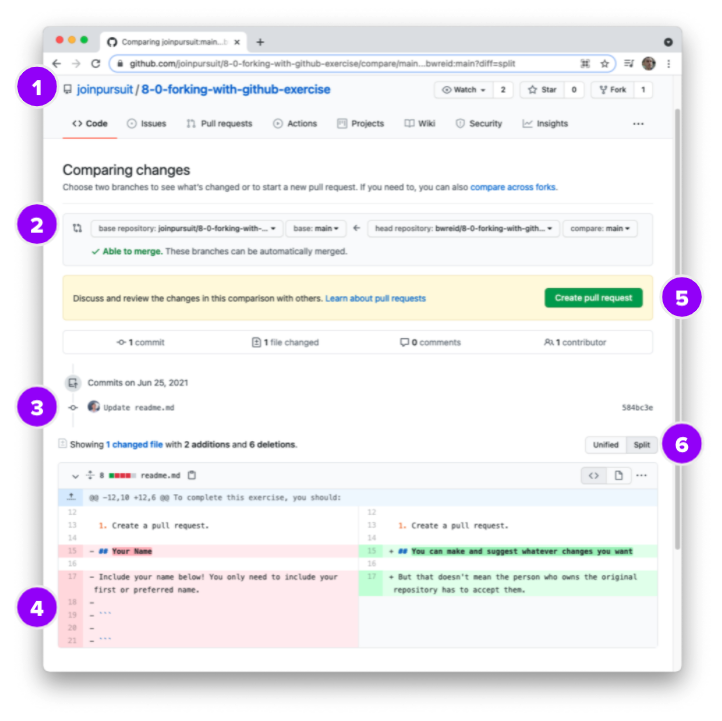 Comparing joinpursuit:main...b
github.com/joinpursuit/8-0-forking-with-github-exercise/compare/main...bwreid:main?diff=split
1
joinpursuit / 8-0-forking-with-github-exercise
Watch 2 Star 0 Fork 1
Code Issues Pull requests Actions Projects Wiki Security Insights ...
Comparing changes
Choose two branches to see what's changed or to start a new pull request. If you need to, you can also compare across forks.
2
base repository: joinpursuit/8-0-forking-with-... base: main ← head repository: bwreid/8-0-forking-with-gith... compare: main
✓ Able to merge. These branches can be automatically merged.
Discuss and review the changes in this comparison with others. Learn about pull requests Create pull request
5
1 commit 1 file changed 0 comments 1 contributor
Commits on Jun 25, 2021
3
Update readme.md 584bc3e
Showing 1 changed file with 2 additions and 6 deletions. Unified Split
6
8 readme.md <> ...
@@ -12,10 +12,6 @@ To complete this exercise, you should:
12 12
13 1. Create a pull request. 13 1. Create a pull request.
14 14
15 - ## Your Name 15 + ## You can make and suggest whatever changes you want
16 16
17 - Include your name below! You only need to include your 17 + But that doesn't mean the person who owns the original
first or preferred name. repository has to accept them.
4
18 -
19 - ```
20 -
21 - ```